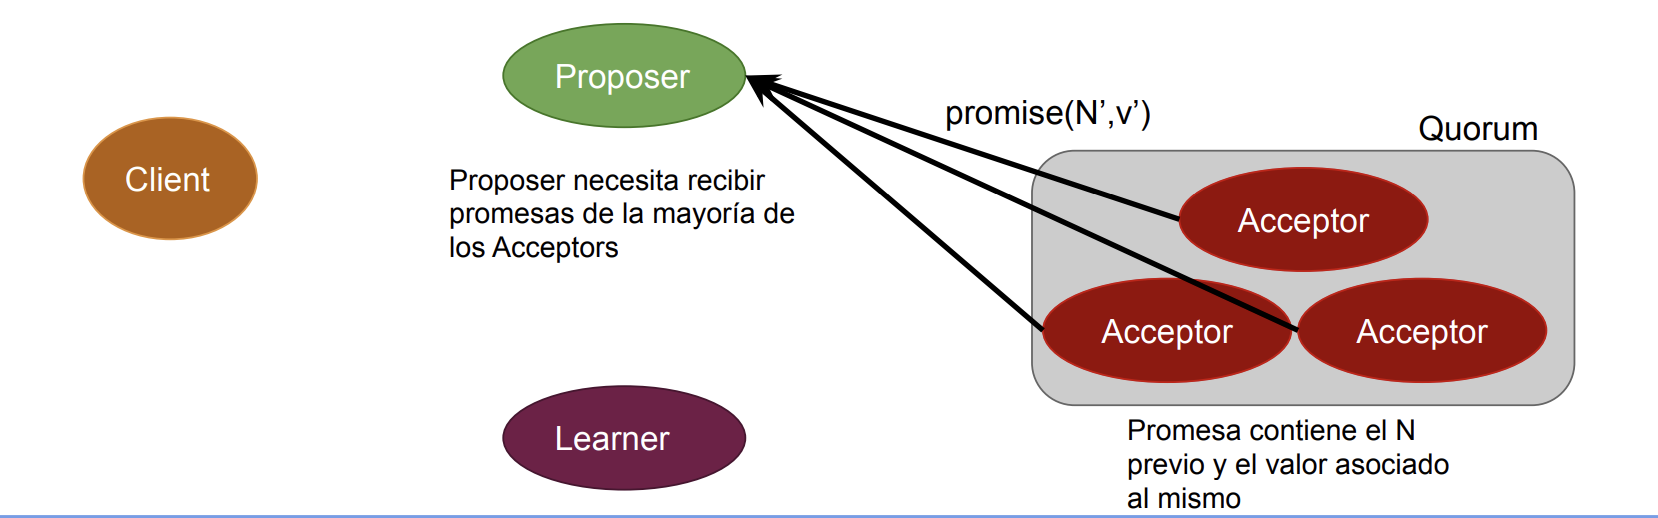 Proposer
promise(N’,v’)
Quorum
Client
Proposer necesita recibir
promesas de la mayoría de
los Acceptors
Acceptor
Acceptor
Acceptor
Learner
Promesa contiene el N
previo y el valor asociado
al mismo